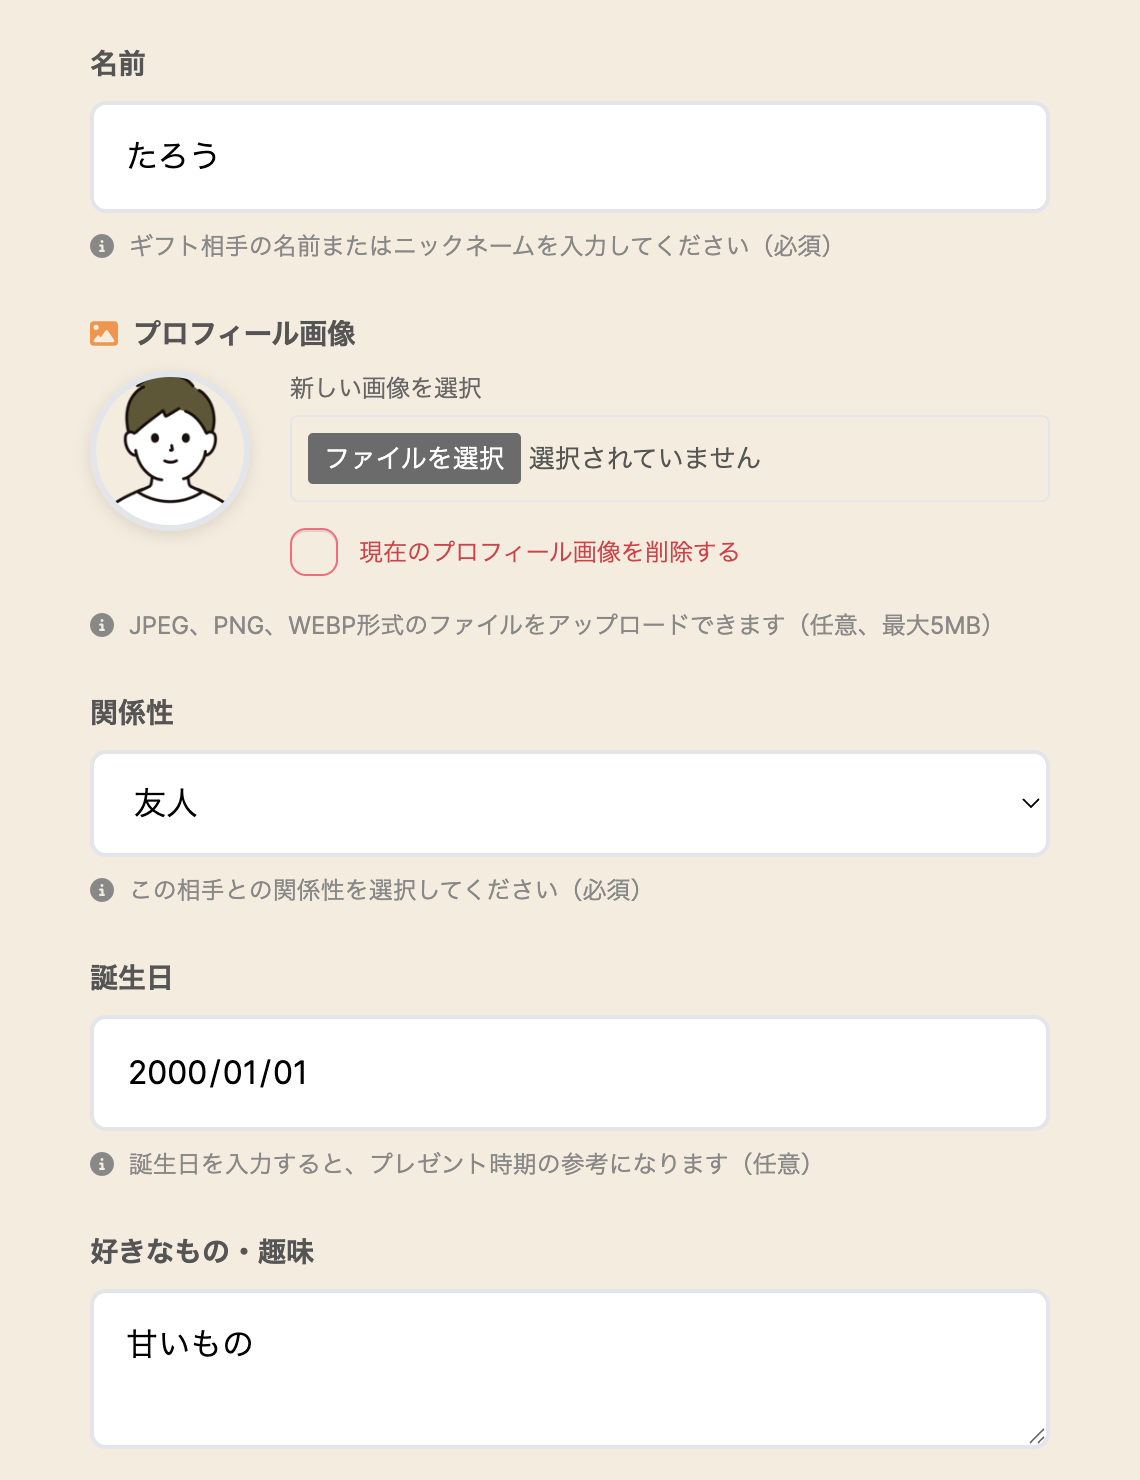 名前
たろう
ギフト相手の名前またはニックネームを入力してください（必須）
プロフィール画像
新しい画像を選択
ファイルを選択 選択されていません
現在のプロフィール画像を削除する
JPEG、PNG、WEBP形式のファイルをアップロードできます（任意、最大5MB）
関係性
友人
この相手との関係性を選択してください（必須）
誕生日
2000/01/01
誕生日を入力すると、プレゼント時期の参考になります（任意）
好きなもの・趣味
甘いもの